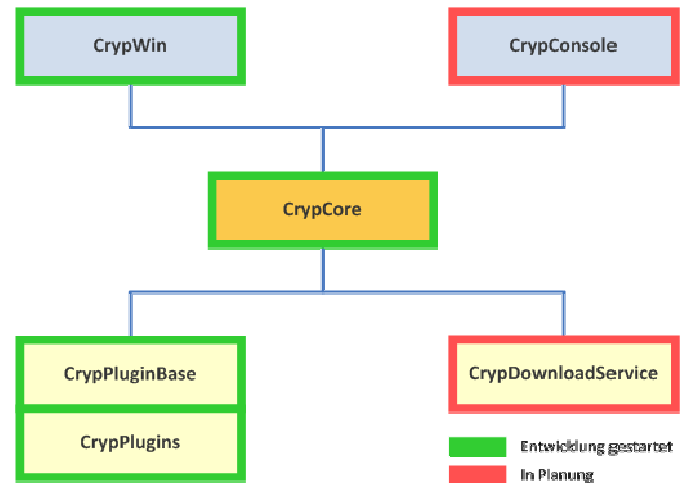 CrypWin
CrypConsole
CrypCore
CrypPluginBase
CrypDownloadService
CrypPlugins
Entwicklung gestartet
In Planung